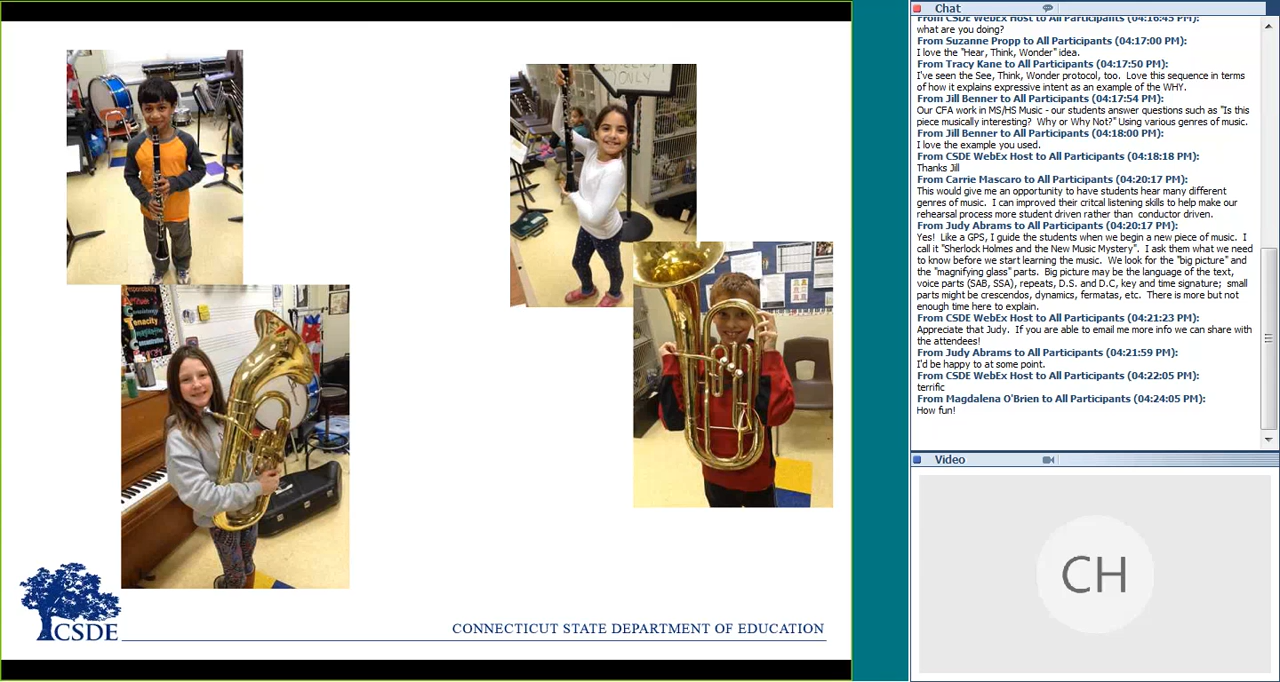 ONLY
Tenacity
CSDE
CONNECTICUT STATE DEPARTMENT OF EDUCATION
Chat
From CSDE WebEx Host to All Participants (04:16:45 PM):
what are you doing?
From Suzanne Propp to All Participants (04:17:00 PM):
I love the "Hear, Think, Wonder" idea.
From Tracy Kane to All Participants (04:17:50 PM):
I've seen the See, Think, Wonder protocol, too.  Love this sequence in terms
of how it explains expressive intent as an example of the WHY.
From Jill Benner to All Participants (04:17:54 PM):
Our CFA work in MS/HS Music - our students answer questions such as "Is this
piece musically interesting?  Why or Why Not?" Using various genres of music.
From Jill Benner to All Participants (04:18:00 PM):
I love the example you used.
From CSDE WebEx Host to All Participants (04:18:18 PM):
Thanks Jill
From Carrie Mascaro to All Participants (04:20:17 PM):
This would give me an opportunity to have students hear many different
genres of music.  I can improved their critcal listening skills to help make our
rehearsal process more student driven rather than  conductor driven.
From Judy Abrams to All Participants (04:20:17 PM):
Yes!  Like a GPS, I guide the students when we begin a new piece of music.  I
call it "Sherlock Holmes and the New Music Mystery".  I ask them what we need
to know before we start learning the music.  We look for the "big picture" and
the "magnifying glass" parts.  Big picture may be the language of the text,
voice parts (SAB, SSA), repeats, D.S. and D.C, key and time signature;  small
parts might be crescendos, dynamics, fermatas, etc.  There is more but not
enough time here to explain.
From CSDE WebEx Host to All Participants (04:21:23 PM):
Appreciate that Judy.  If you are able to email me more info we can share with
the attendees!
From Judy Abrams to All Participants (04:21:59 PM):
I'd be happy to at some point.
From CSDE WebEx Host to All Participants (04:22:05 PM):
terrific
From Magdalena O'Brien to All Participants (04:24:05 PM):
How fun!
Video
CH